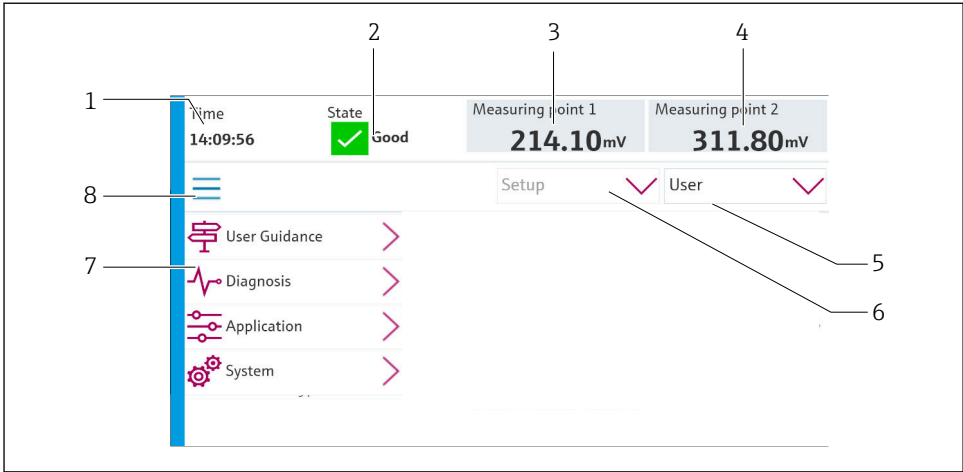 2
3
4
1
Time
State
Measuring point 1
Measuring point 2
14:09:56
Good
214.10mV
311.80mV
8
Setup
User
User Guidance
5
7
Diagnosis
6
Application
System